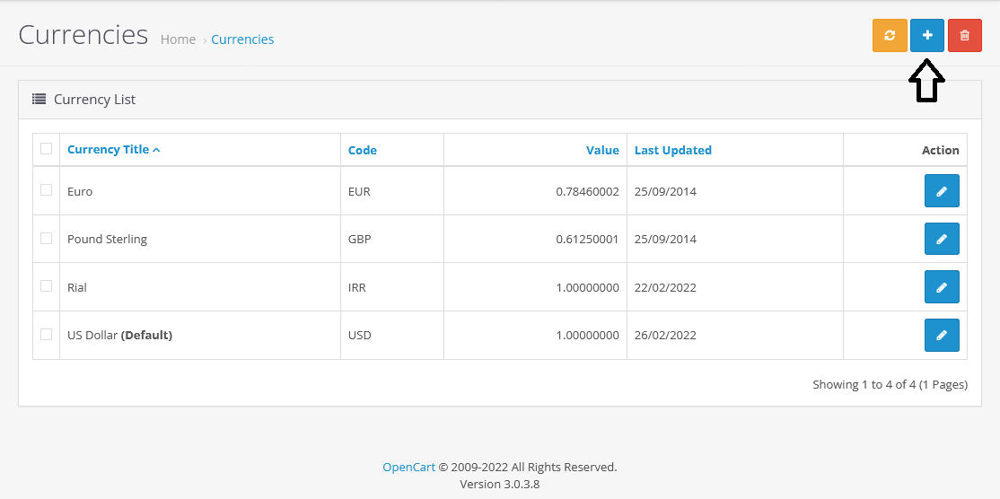 Currencies Home › Currencies
Currency List
Currency Title Code Value Last Updated Action
Euro EUR 0.78460002 25/09/2014
Pound Sterling GBP 0.61250001 25/09/2014
Rial IRR 1.00000000 22/02/2022
US Dollar (Default) USD 1.00000000 26/02/2022
Showing 1 to 4 of 4 (1 Pages)
OpenCart © 2009-2022 All Rights Reserved.
Version 3.0.3.8